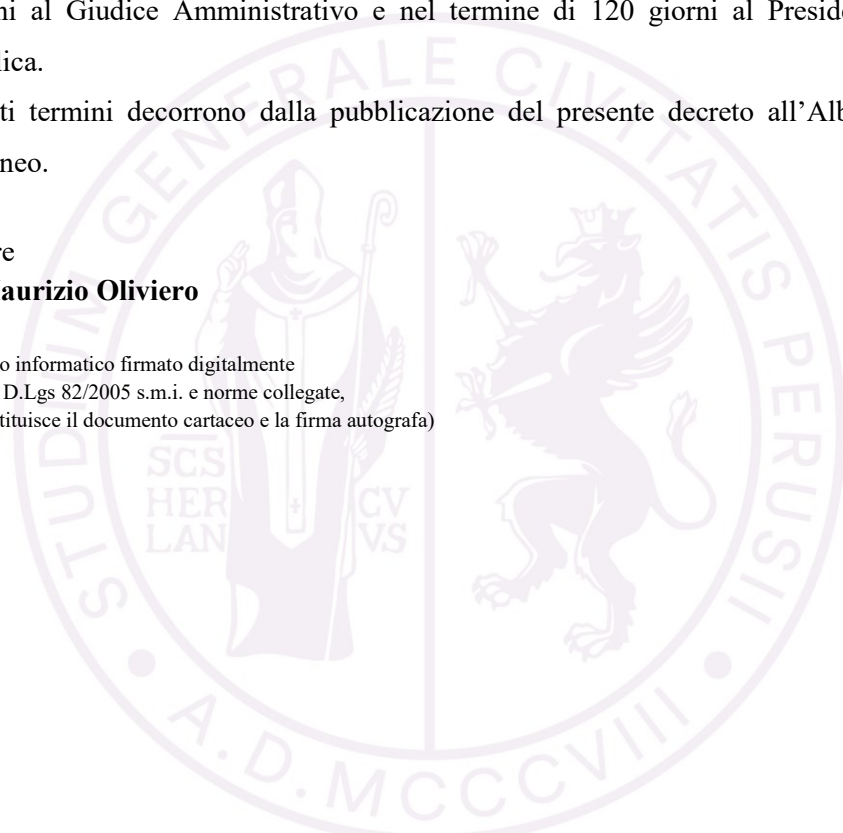 ni al Giudice Amministrativo e nel termine di 120 giorni al Preside
lica.
ti termini decorrono dalla pubblicazione del presente decreto all’Alb
neo.
re
aurizio Oliviero
o informatico firmato digitalmente
D.Lgs 82/2005 s.m.i. e norme collegate,
tituisce il documento cartaceo e la firma autografa)
STUDIUM GENERALE CIVITATIS PERUSII
SCS
HER
LAN
CV
VS
A.D. MCCCVIII